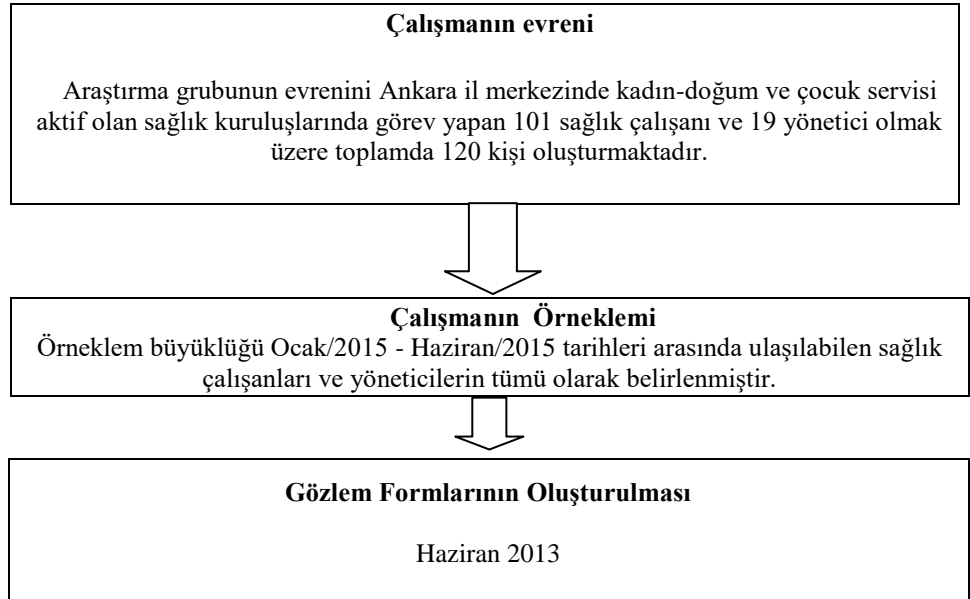 Çalışmanın evreni
Araştırma grubunun evrenini Ankara il merkezinde kadın-doğum ve çocuk servisi
aktif olan sağlık kuruluşlarında görev yapan 101 sağlık çalışanı ve 19 yönetici olmak
üzere toplamda 120 kişi oluşturmaktadır.
Çalışmanın Örneklemi
Örneklem büyüklüğü Ocak/2015 - Haziran/2015 tarihleri arasında ulaşılabilen sağlık
çalışanları ve yöneticilerin tümü olarak belirlenmiştir.
Gözlem Formlarının Oluşturulması
Haziran 2013